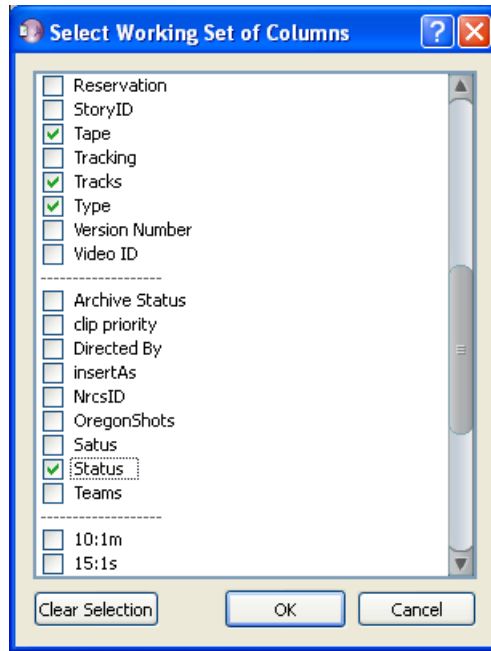 Select Working Set of Columns
Reservation
StoryID
Tape
Tracking
Tracks
Type
Version Number
Video ID
-------------------
Archive Status
clip priority
Directed By
insertAs
NrcsID
OregonShots
Satus
Status
Teams
-------------------
10:1m
15:1s
Clear Selection OK Cancel